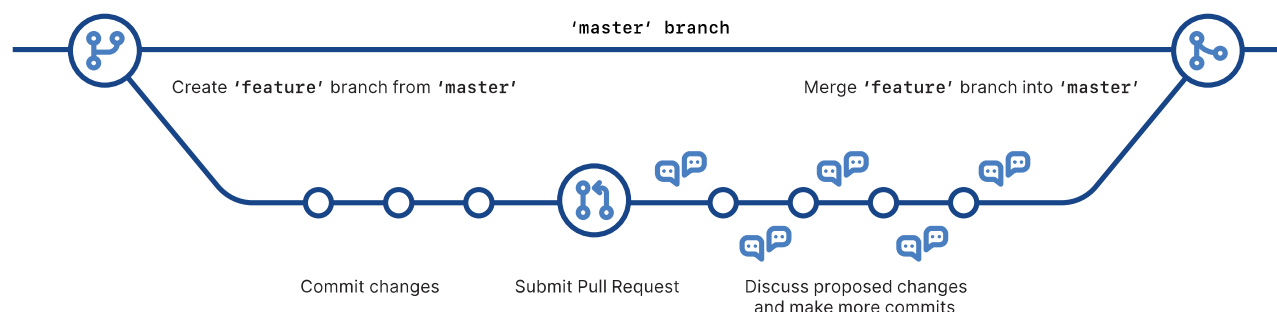 ‘master’ branch
Create ‘feature’ branch from ‘master’
Merge ‘feature’ branch into ‘master’
Commit changes
Submit Pull Request
Discuss proposed changes
and make more commits